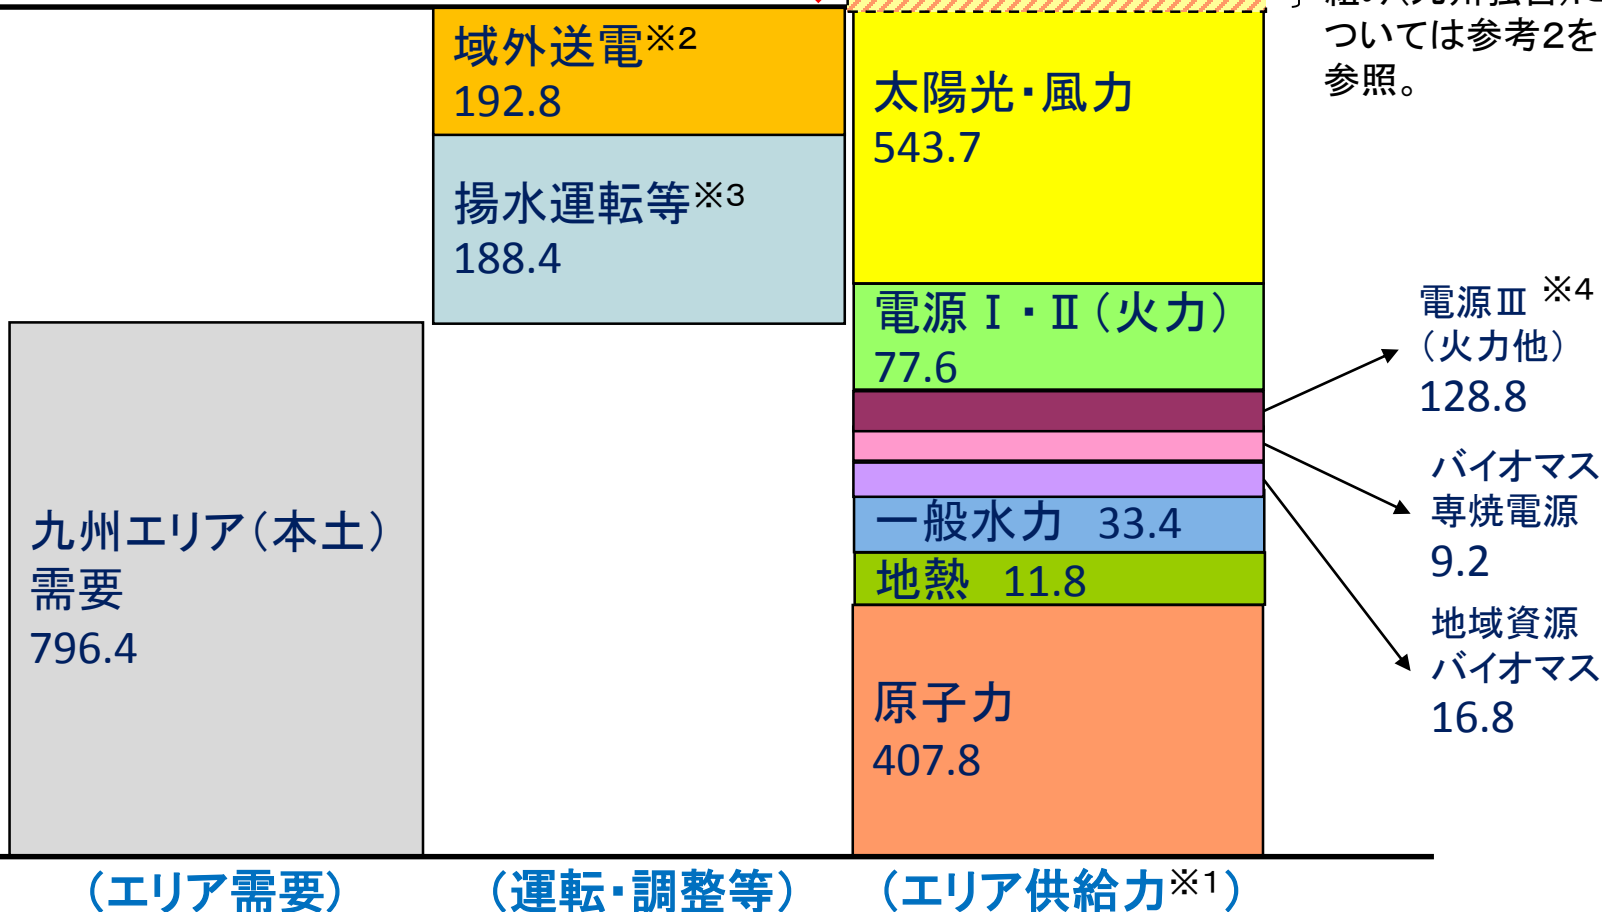 ついては参考2を
参照。
域外送電※2
192.8
揚水運転等※3
188.4
九州エリア（本土）
需要
796.4
太陽光・風力
543.7
電源Ⅰ・Ⅱ（火力）
77.6
一般水力 33.4
地熱 11.8
原子力
407.8
電源Ⅲ ※4
（火力他）
128.8
バイオマス
専焼電源
9.2
地域資源
バイオマス
16.8
（エリア需要）
（運転・調整等）
（エリア供給力※1）